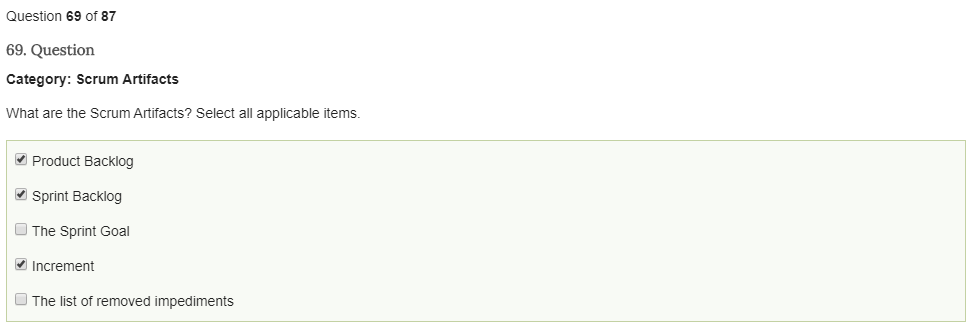 Question 69 of 87
69. Question
Category: Scrum Artifacts
What are the Scrum Artifacts? Select all applicable items.
Product Backlog
Sprint Backlog
The Sprint Goal
Increment
The list of removed impediments